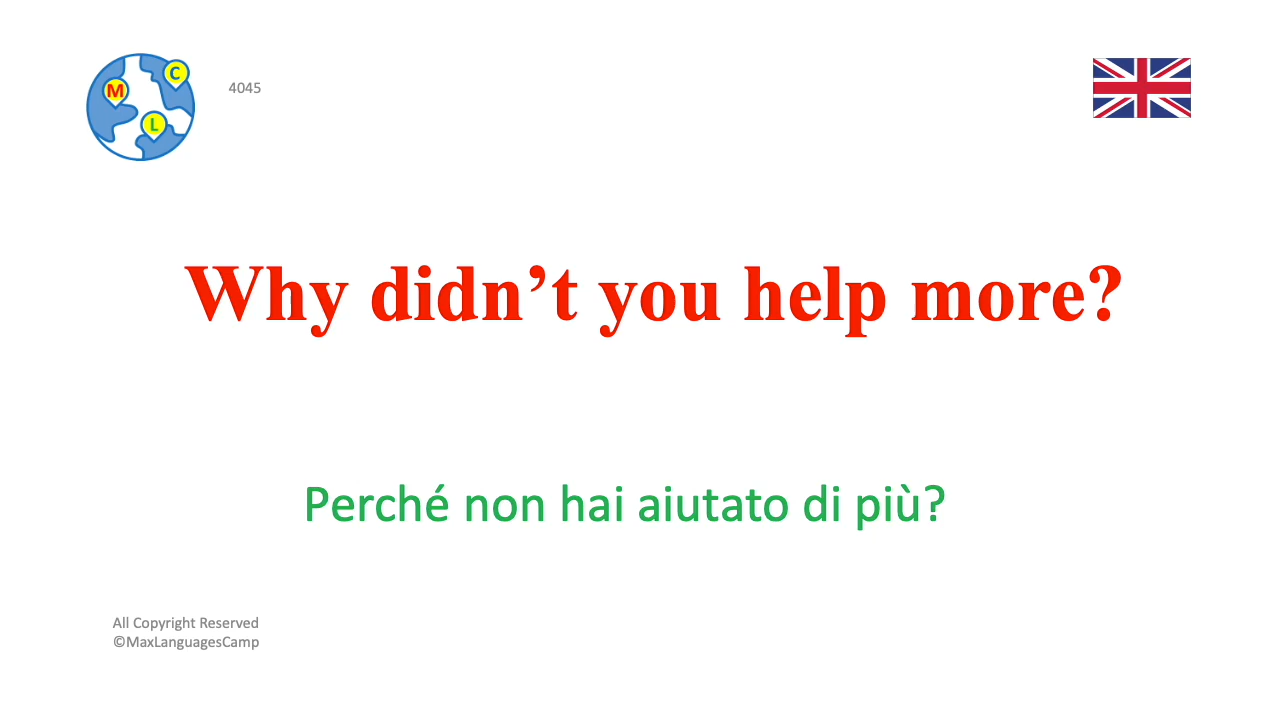 M
C
L
4045
Why didn’t you help more?
Perché non hai aiutato di più?
All Copyright Reserved
©MaxLanguagesCamp